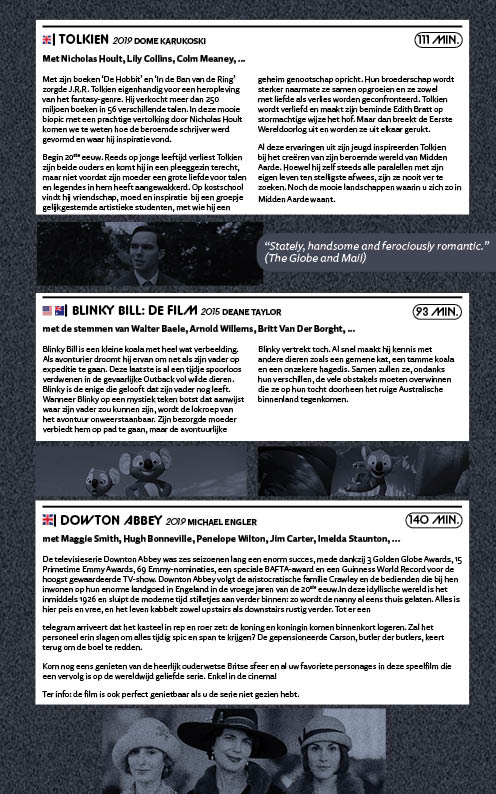 TOLKIEN 2019 DOME KARUKOSKI
111 MIN.
Met Nicholas Hoult, Lily Collins, Colm Meaney, ...
Met zijn boeken ‘De Hobbit’ en ‘In de Ban van de Ring’
zorgde J.R.R. Tolkien eigenhandig voor een heropleving
van het fantasy-genre. Hij verkocht meer dan 250
miljoen boeken in 56 verschillende talen. In deze mooie
biopic met een prachtige vertolking door Nicholas Hoult
komen we te weten hoe de beroemde schrijver werd
gevormd en waar hij inspiratie vond.
Begin 20ste eeuw. Reeds op jonge leeftijd verliest Tolkien
zijn beide ouders en komt hij in een pleeggezin terecht,
maar niet voordat zijn moeder een grote liefde voor talen
en legendes in hem heeft aangewakkerd. Op kostschool
vindt hij vriendschap, moed en inspiratie bij een groepje
gelijkgestemde artistieke studenten, met wie hij een
geheim genootschap opricht. Hun broederschap wordt
sterker naarmate ze samen opgroeien en ze zowel
met liefde als verlies worden geconfronteerd. Tolkien
wordt verliefd en maakt zijn beminde Edith Bratt op
stormachtige wijze het hof. Maar dan breekt de Eerste
Wereldoorlog uit en worden ze uit elkaar gerukt.
Al deze ervaringen uit zijn jeugd inspireerden Tolkien
bij het creëren van zijn beroemde wereld van Midden
Aarde. Hoewel hij zelf steeds alle paralellen met zijn
eigen leven ten stelligste afwees, zijn ze nooit ver te
zoeken. Noch de mooie landschappen waarin u zich zo in
Midden Aarde waant.
“Stately, handsome and ferociously romantic.”
(The Globe and Mail)
BLINKY BILL: DE FILM 2015 DEANE TAYLOR
93 MIN.
met de stemmen van Walter Baele, Arnold Willems, Britt Van Der Borght, ...
Blinky Bill is een kleine koala met heel wat verbeelding.
Als avonturier droomt hij ervan om net als zijn vader op
expeditie te gaan. Deze laatste is al een tijdje spoorloos
verdwenen in de gevaarlijke Outback vol wilde dieren.
Blinky is de enige die gelooft dat zijn vader nog leeft.
Wanneer Blinky op een mystiek teken botst dat aanwijst
waar zijn vader zou kunnen zijn, wordt de lokroep van
het avontuur onweerstaanbaar. Zijn bezorgde moeder
verbiedt hem op pad te gaan, maar de avontuurlijke
Blinky vertrekt toch. Al snel maakt hij kennis met
andere dieren zoals een gemene kat, een tamme koala
en een onzekere hagedis. Samen zullen ze, ondanks
hun verschillen, de vele obstakels moeten overwinnen
die ze op hun tocht doorheen het ruige Australische
binnenland tegenkomen.
DOWTON ABBEY 2019 MICHAEL ENGLER
140 MIN.
met Maggie Smith, Hugh Bonneville, Penelope Wilton, Jim Carter, Imelda Staunton, ...
De televisieserie Downton Abbey was zes seizoenen lang een enorm succes, mede dankzij 3 Golden Globe Awards, 15
Primetime Emmy Awards, 69 Emmy-nominaties, een speciale BAFTA-award en een Guinness World Record voor de
hoogst gewaardeerde TV-show. Downton Abbey volgt de aristocratische familie Crawley en de bedienden die bij hen
inwonen op hun enorme landgoed in Engeland in de vroege jaren van de 20ste eeuw.In deze idyllische wereld is het
inmiddels 1926 en sluipt de moderne tijd stilletjes aan verder binnen: zo wordt de nanny al eens thuis gelaten. Alles is
hier peis en vree, en het leven kabbelt zowel upstairs als downstairs rustig verder. Tot er een
telegram arriveert dat het kasteel in rep en roer zet: de koning en koningin komen binnenkort logeren. Zal het
personeel erin slagen om alles tijdig spic en span te krijgen? De gepensioneerde Carson, butler der butlers, keert
terug om de boel te redden.
Kom nog eens genieten van de heerlijk ouderwetse Britse sfeer en al uw favoriete personages in deze speelfilm die
een vervolg is op de wereldwijd geliefde serie. Enkel in de cinema!
Ter info: de film is ook perfect genietbaar als u de serie niet gezien hebt.